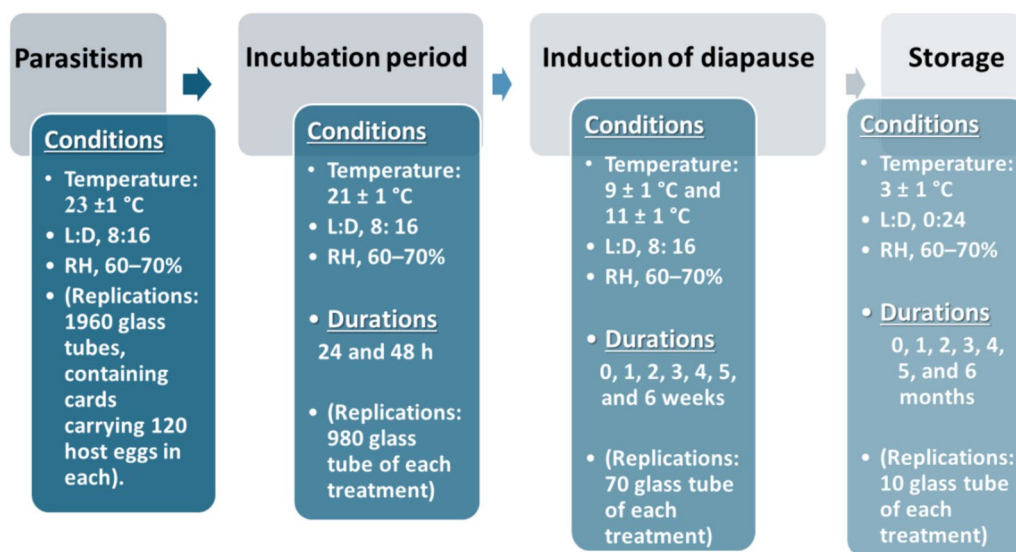 Parasitism
Conditions
• Temperature:
23 ±1 °C
• L:D, 8:16
• RH, 60–70%
• (Replications:
1960 glass
tubes,
containing
cards
carrying 120
host eggs in
each).
Incubation period
Conditions
• Temperature:
21 ± 1 °C
• L:D, 8: 16
• RH, 60–70%
• Durations
24 and 48 h
• (Replications:
980 glass
tube of each
treatment)
Induction of diapause
Conditions
• Temperature:
9 ± 1 °C and
11 ± 1 °C
• L:D, 8: 16
• RH, 60–70%
• Durations
0, 1, 2, 3, 4, 5,
and 6 weeks
• (Replications:
70 glass tube
of each
treatment)
Storage
Conditions
• Temperature:
3 ± 1 °C
• L:D, 0:24
• RH, 60–70%
• Durations
0, 1, 2, 3, 4,
5, and 6
months
• (Replications:
10 glass tube
of each
treatment)